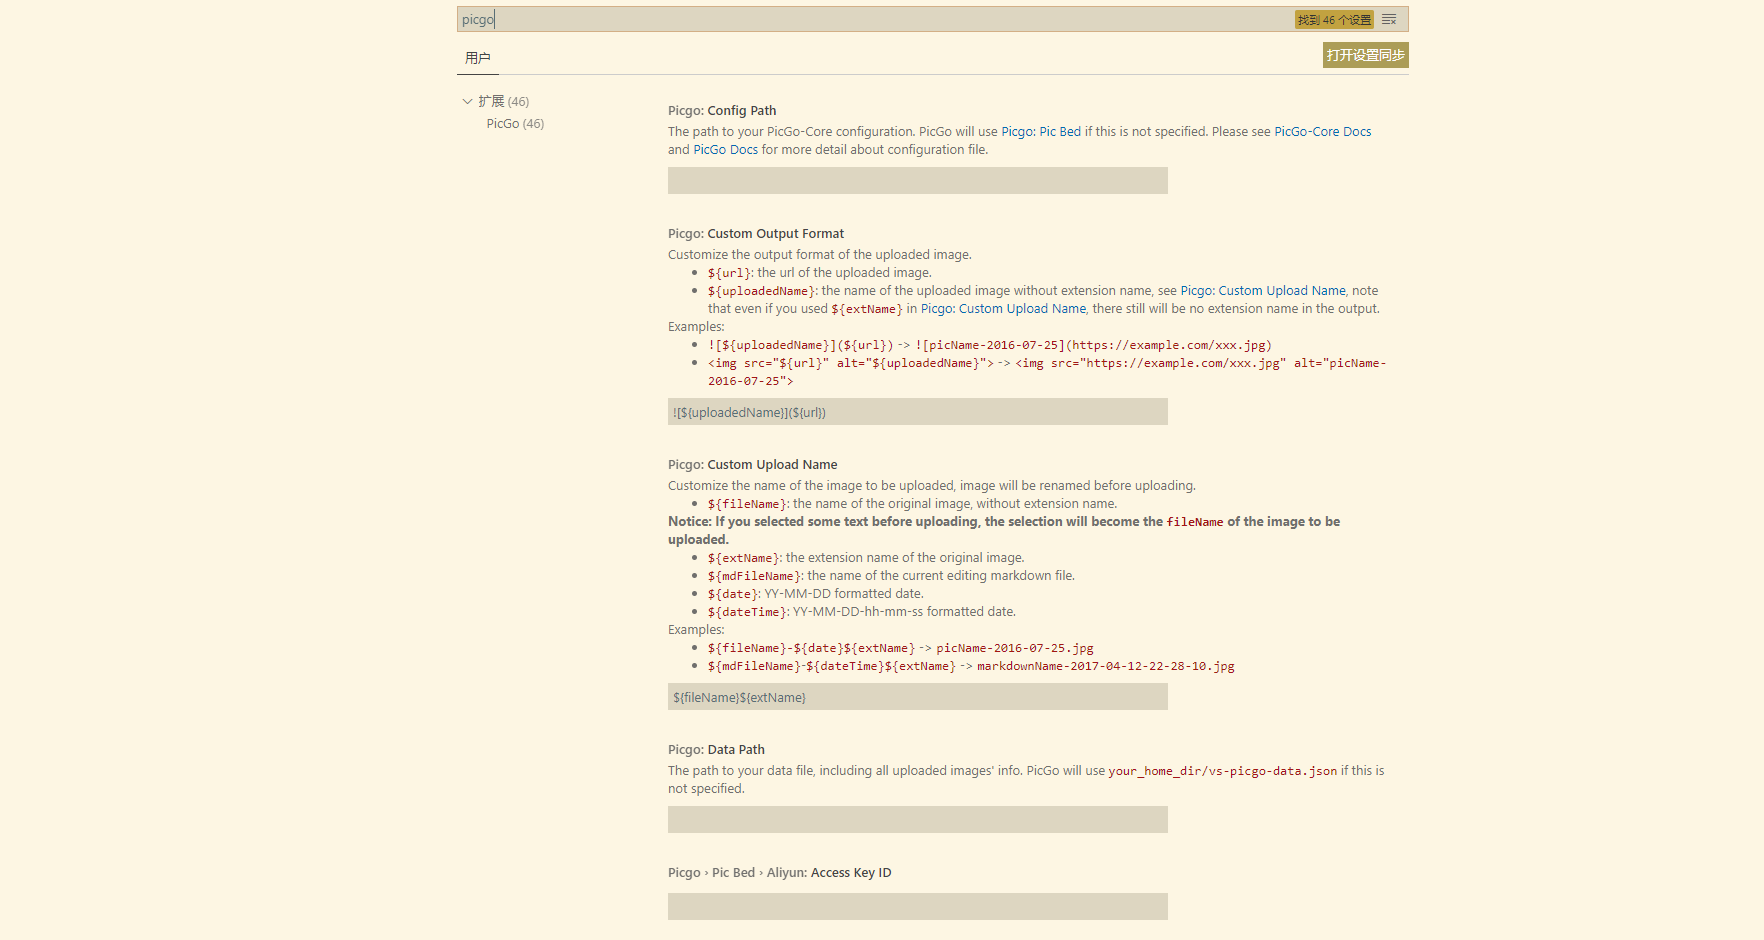 picgo
找到 46 个设置
用户
打开设置同步
扩展 (46)
PicGo (46)
Picgo: Config Path
The path to your PicGo-Core configuration. PicGo will use Picgo: Pic Bed if this is not specified. Please see PicGo-Core Docs
and PicGo Docs for more detail about configuration file.
Picgo: Custom Output Format
Customize the output format of the uploaded image.
${url}: the url of the uploaded image.
${uploadedName}: the name of the uploaded image without extension name, see Picgo: Custom Upload Name, note
that even if you used ${extName} in Picgo: Custom Upload Name, there still will be no extension name in the output.
Examples:
![${uploadedName}](${url}) -> ![picName-2016-07-25](https://example.com/xxx.jpg)
<img src="${url}" alt="${uploadedName}"> -> <img src="https://example.com/xxx.jpg" alt="picName-
2016-07-25">
![${uploadedName}](${url})
Picgo: Custom Upload Name
Customize the name of the image to be uploaded, image will be renamed before uploading.
${fileName}: the name of the original image, without extension name.
Notice: If you selected some text before uploading, the selection will become the fileName of the image to be
uploaded.
${extName}: the extension name of the original image.
${mdFileName}: the name of the current editing markdown file.
${date}: YY-MM-DD formatted date.
${dateTime}: YY-MM-DD-hh-mm-ss formatted date.
Examples:
${fileName}-${date}${extName} -> picName-2016-07-25.jpg
${mdFileName}-${dateTime}${extName} -> markdownName-2017-04-12-22-28-10.jpg
${fileName}${extName}
Picgo: Data Path
The path to your data file, including all uploaded images' info. PicGo will use your_home_dir/vs-picgo-data.json if this is
not specified.
Picgo › Pic Bed › Aliyun: Access Key ID